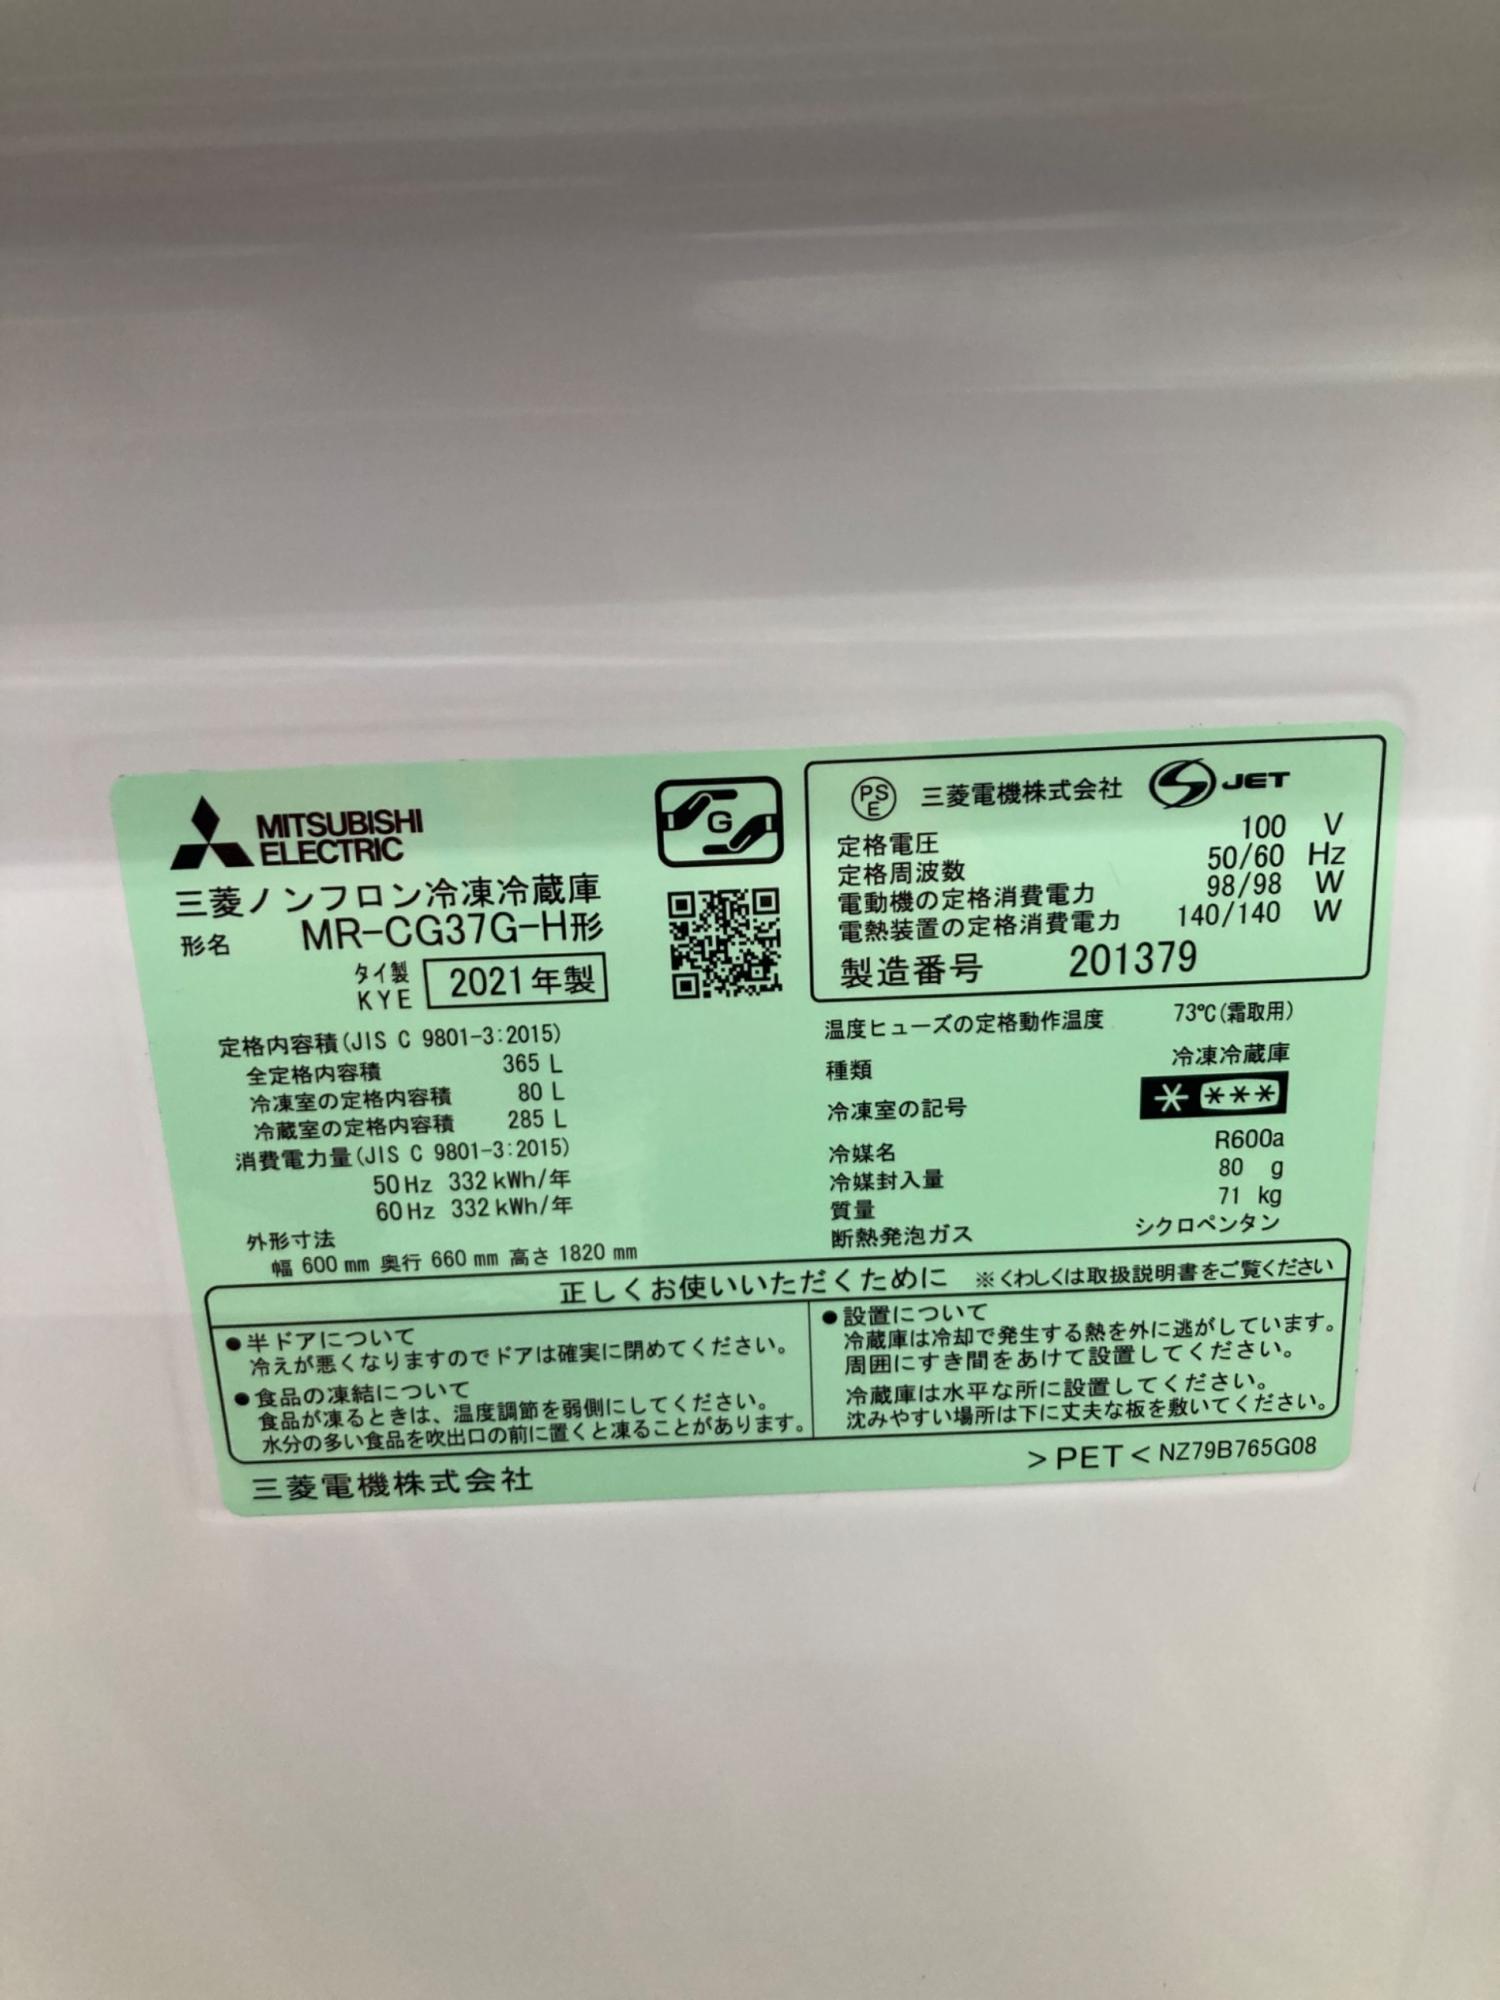 MITSUBISHI
ELECTRIC
三菱ノンフロン冷凍冷蔵庫
形名 MR-CG37G-H形
タイ製
KYE
2021年製
G
定格内容積(JIS C 9801-3:2015)
全定格内容積 365 L
冷凍室の定格内容積 80 L
冷蔵室の定格内容積 285 L
消費電力量(JIS C 9801-3:2015)
50Hz 332kWh/年
60Hz 332kWh/年
外形寸法
幅 600 mm 奥行 660 mm 高さ 1820 mm
PS
E
三菱電機株式会社
S JET
定格電圧 100 V
定格周波数 50/60 Hz
電動機の定格消費電力 98/98 W
電熱装置の定格消費電力 140/140 W
製造番号 201379
温度ヒューズの定格動作温度 73℃(霜取用)
種類 冷凍冷蔵庫
冷凍室の記号 * ***
冷媒名 R600a
冷媒封入量 80 g
質量 71 kg
断熱発泡ガス シクロペンタン
正しくお使いいただくために ※くわしくは取扱説明書をご覧ください
●半ドアについて
冷えが悪くなりますのでドアは確実に閉めてください。
●食品の凍結について
食品が凍るときは、温度調節を弱側にしてください。
水分の多い食品を吹出口の前に置くと凍ることがあります。
●設置について
冷蔵庫は冷却で発生する熱を外に逃がしています。
周囲にすき間をあけて設置してください。
冷蔵庫は水平な所に設置してください。
沈みやすい場所は下に丈夫な板を敷いてください。
三菱電機株式会社
>PET< NZ79B765G08